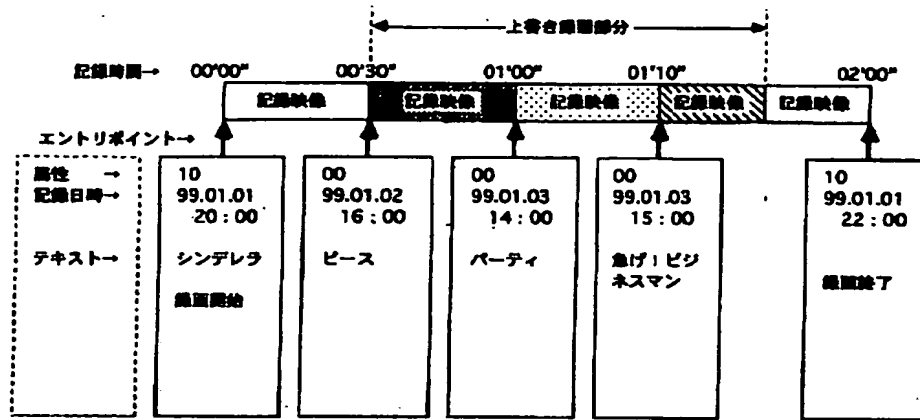 上書き録画部分
記録時間→ 00'00" 00'30" 01'00" 01'10" 02'00"
記録映像 記録映像 記録映像 記録映像 記録映像
エントリポイント→
属性 → 10 00 00 00 10
記録日時→ 99.01.01 99.01.02 99.01.03 99.01.03 99.01.01
20：00 16：00 14：00 15：00 22：00
テキスト→ シンデレラ ピース パーティ 急げ！ビジ
ネスマン
録画開始 録画終了